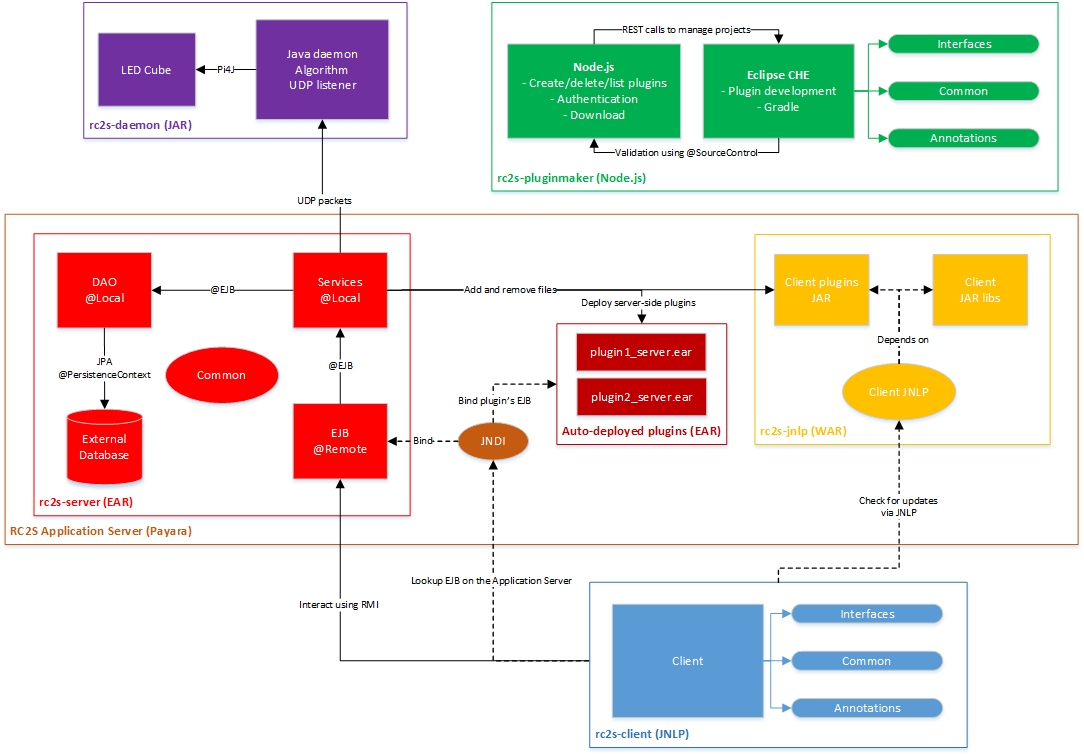 LED Cube
Pi4J
Java daemon
Algorithm
UDP listener
rc2s-daemon (JAR)
REST calls to manage projects
Node.js
- Create/delete/list plugins
- Authentication
- Download
Eclipse CHE
- Plugin development
- Gradle
Interfaces
Common
Annotations
Validation using @SourceControl
rc2s-pluginmaker (Node.js)
UDP packets
DAO
@Local
@EJB
Services
@Local
JPA
@PersistenceContext
Common
@EJB
External
Database
EJB
@Remote
rc2s-server (EAR)
Add and remove files
Deploy server-side plugins
plugin1_server.ear
plugin2_server.ear
Auto-deployed plugins (EAR)
Bind plugin's EJB
Bind
JNDI
Client plugins
JAR
Client
JAR libs
Depends on
Client JNLP
rc2s-jnlp (WAR)
RC2S Application Server (Payara)
Check for updates
via JNLP
Lookup EJB on the Application Server
Interact using RMI
Client
Interfaces
Common
Annotations
rc2s-client (JNLP)